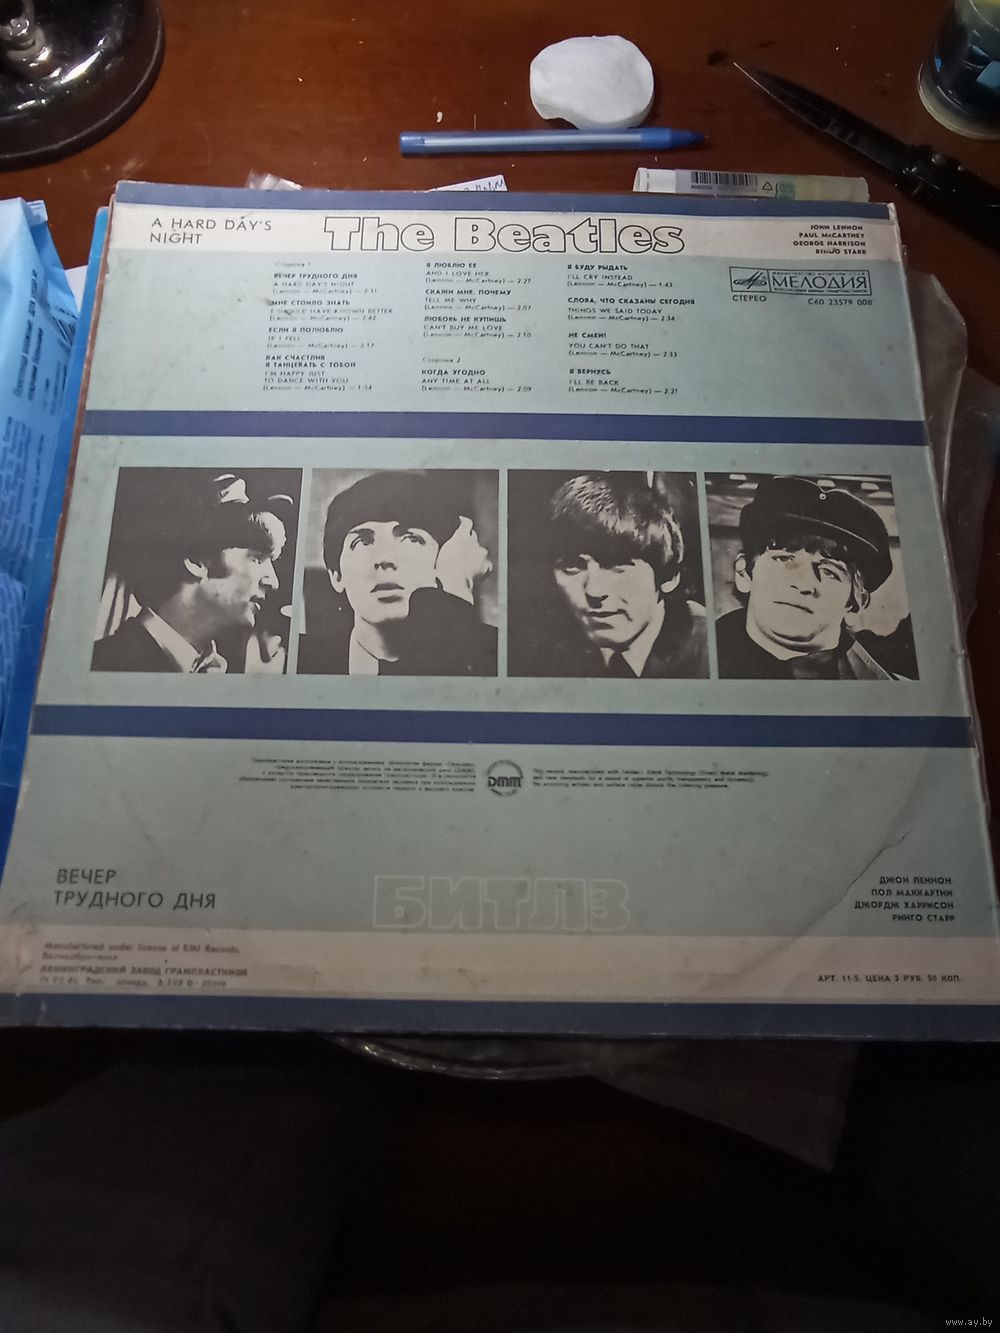 A HARD DAY'S
NIGHT
The Beatles
JOHN LENNON
PAUL McCARTNEY
GEORGE HARRISON
RINGO STARR
Сторона 1
ВЕЧЕР ТРУДНОГО ДНЯ
A HARD DAY'S NIGHT
(Lennon — McCartney) — 2.31
МНЕ СТОИЛО ЗНАТЬ
I SHOULD HAVE KNOWN BETTER
(Lennon — McCartney) — 2.42
ЕСЛИ Я ПОЛЮБЛЮ
IF I FELL
(Lennon — McCartney) — 2.17
КАК СЧАСТЛИВ
Я ТАНЦЕВАТЬ С ТОБОЙ
I'M HAPPY JUST
TO DANCE WITH YOU
(Lennon — McCartney) — 1.54
Я ЛЮБЛЮ ЕЕ
AND I LOVE HER
(Lennon — McCartney) — 2.27
СКАЖИ МНЕ, ПОЧЕМУ
TELL ME WHY
(Lennon — McCartney) — 2.07
ЛЮБОВЬ НЕ КУПИШЬ
CAN'T BUY ME LOVE
(Lennon — McCartney) — 2.10
Сторона 2
КОГДА УГОДНО
ANY TIME AT ALL
(Lennon — McCartney) — 2.09
Я БУДУ РЫДАТЬ
I'LL CRY INSTEAD
(Lennon — McCartney) — 1.43
СЛОВА, ЧТО СКАЗАНЫ СЕГОДНЯ
THINGS WE SAID TODAY
(Lennon — McCartney) — 2.34
НЕ СМЕЙ!
YOU CAN'T DO THAT
(Lennon — McCartney) — 2.33
Я ВЕРНУСЬ
I'LL BE BACK
(Lennon — McCartney) — 2.21
МЕЛОДИЯ
СТЕРЕО
С60 23579 008
DMM
ВЕЧЕР
ТРУДНОГО ДНЯ
БИТЛЗ
ДЖОН ЛЕННОН
ПОЛ МАККАРТНИ
ДЖОРДЖ ХАРРИСОН
РИНГО СТАРР
Manufactured under license of EMI Records,
Великобритания
ЛЕНИНГРАДСКИЙ ЗАВОД ГРАМПЛАСТИНОК
АРТ. 11-5. ЦЕНА 3 РУБ. 50 КОП.
www.ay.by